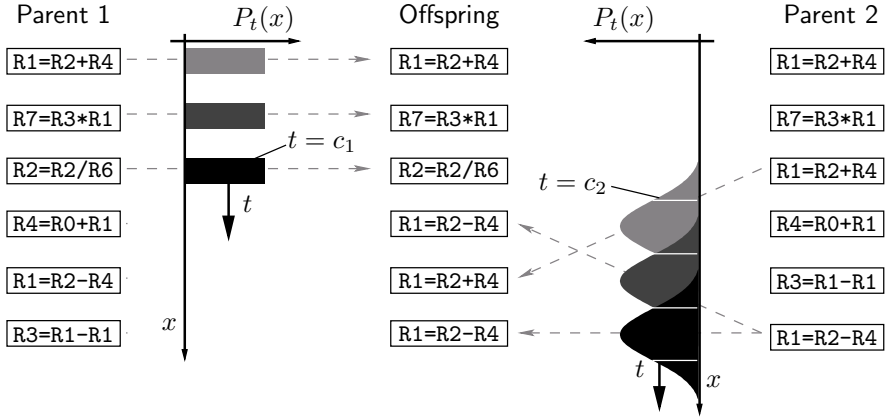 Parent 1 P_t(x) Offspring P_t(x) Parent 2
R1=R2+R4 R1=R2+R4 R1=R2+R4
R7=R3*R1 R7=R3*R1 R7=R3*R1
t = c_1
R2=R2/R6 R2=R2/R6 R1=R2+R4
t t = c_2
R4=R0+R1 R1=R2-R4 R4=R0+R1
R1=R2-R4 R1=R2+R4 R3=R1-R1
x
R3=R1-R1 R1=R2-R4 R1=R2-R4
t x